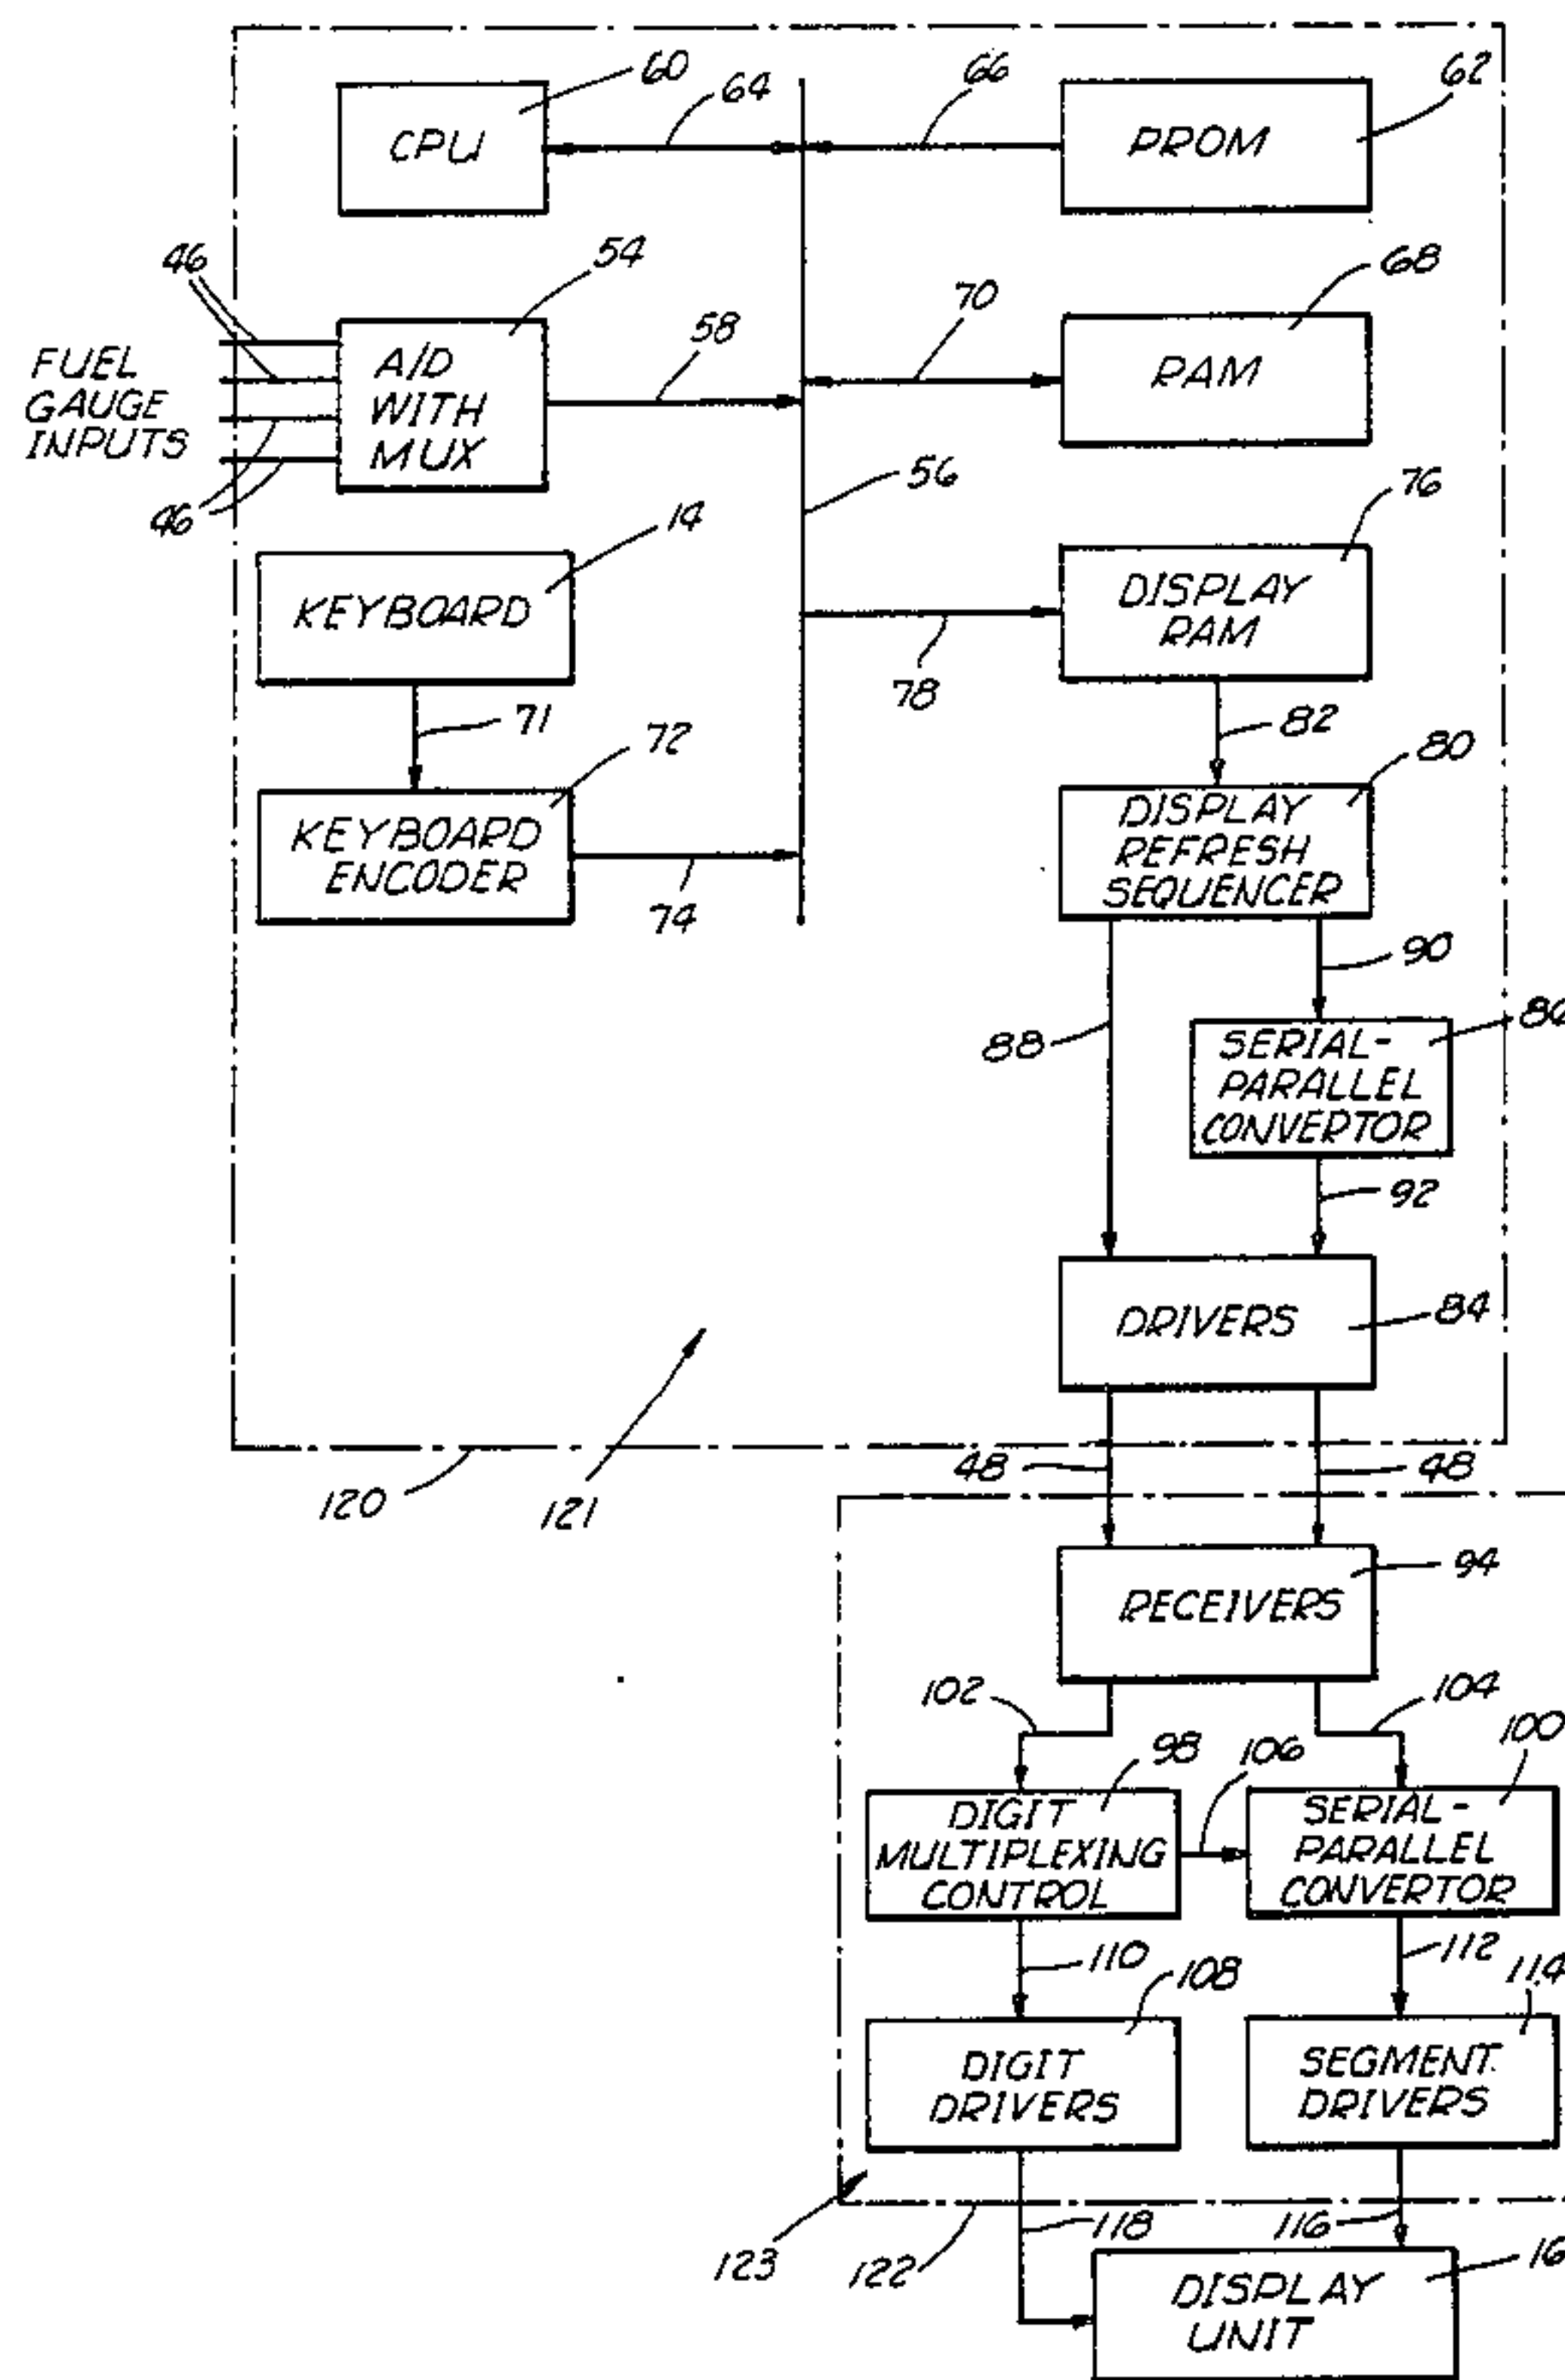 60
64
66
62
CPU
PROM
46
54
68
FUEL
GAUGE
INPUTS
A/D
WITH
MUX
58
70
RAM
46
56
14
76
KEYBOARD
DISPLAY
RAM
78
71
72
82
80
KEYBOARD
ENCODER
74
DISPLAY
REFRESH
SEQUENCER
90
88
SERIAL-
PARALLEL
CONVERTOR
92
DRIVERS
84
120
121
48
48
94
RECEIVERS
102
104
100
98
106
DIGIT
MULTIPLEXING
CONTROL
SERIAL-
PARALLEL
CONVERTOR
110
108
112
114
DIGIT
DRIVERS
SEGMENT
DRIVERS
123
122
118
116
16
DISPLAY
UNIT